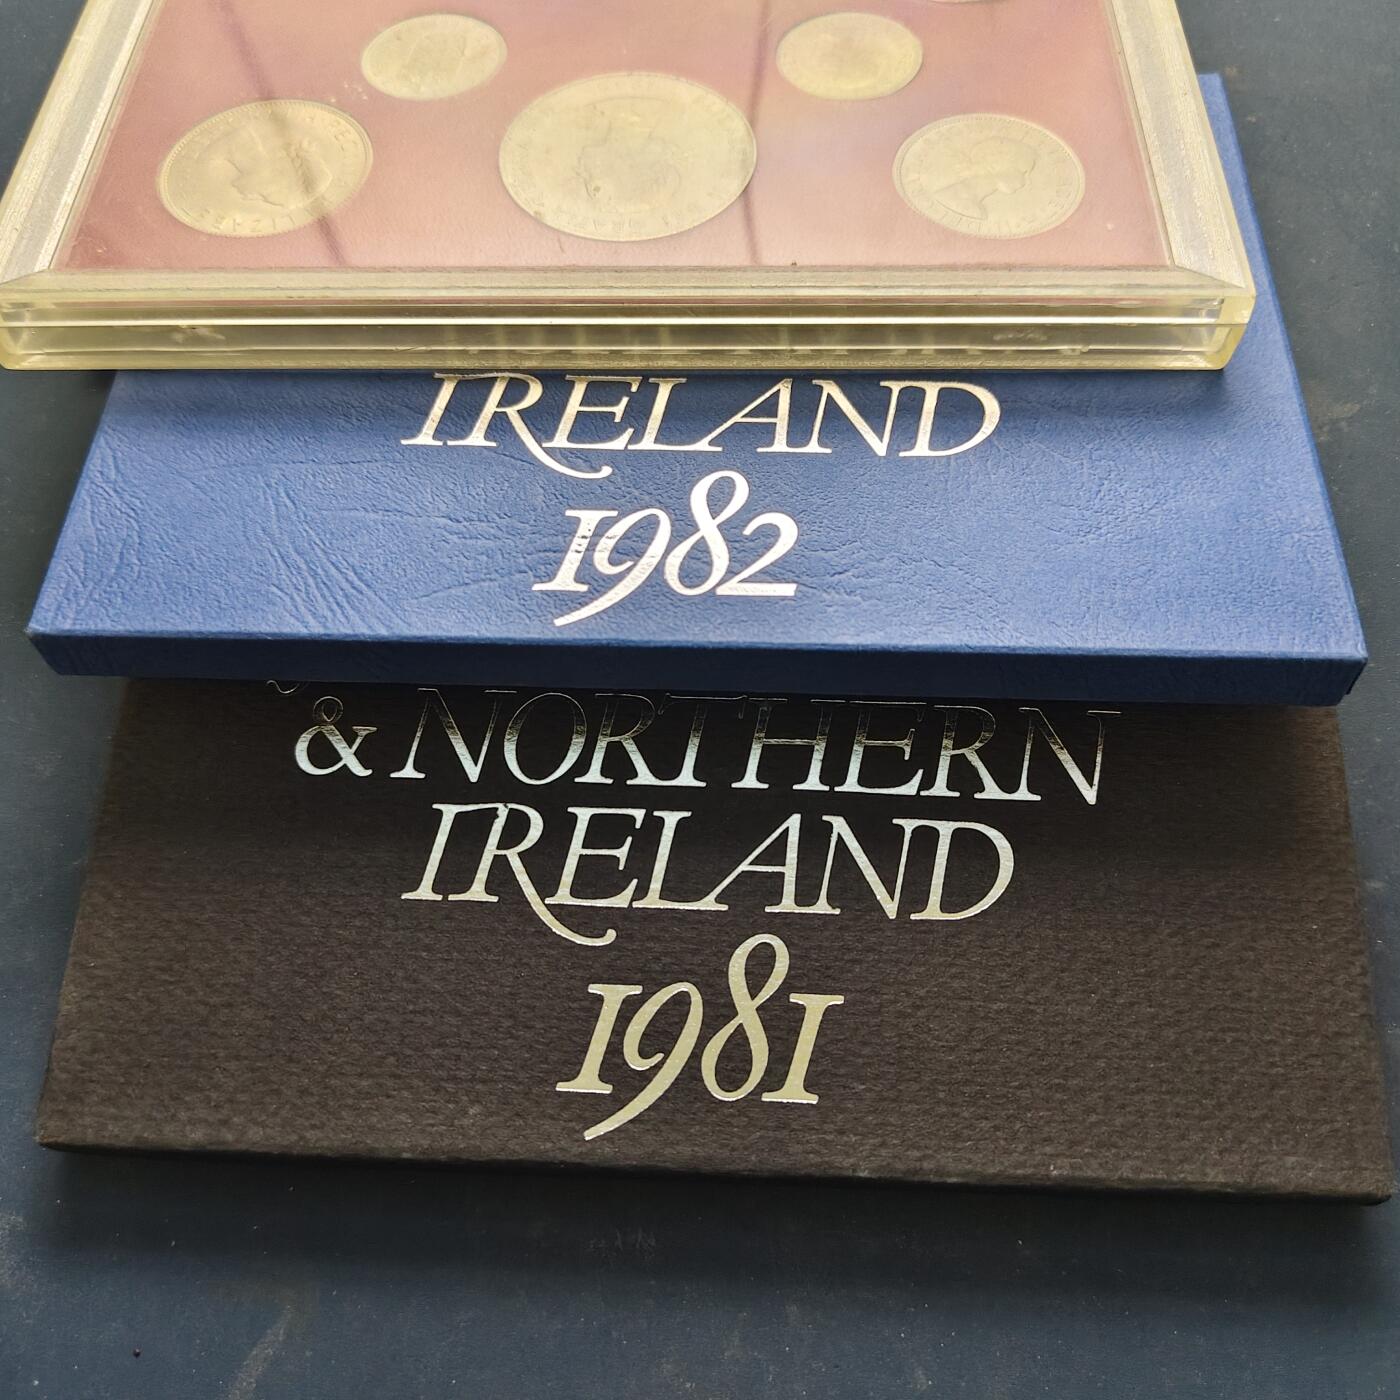 IRELAND
1982
& NORTHERN
IRELAND
1981